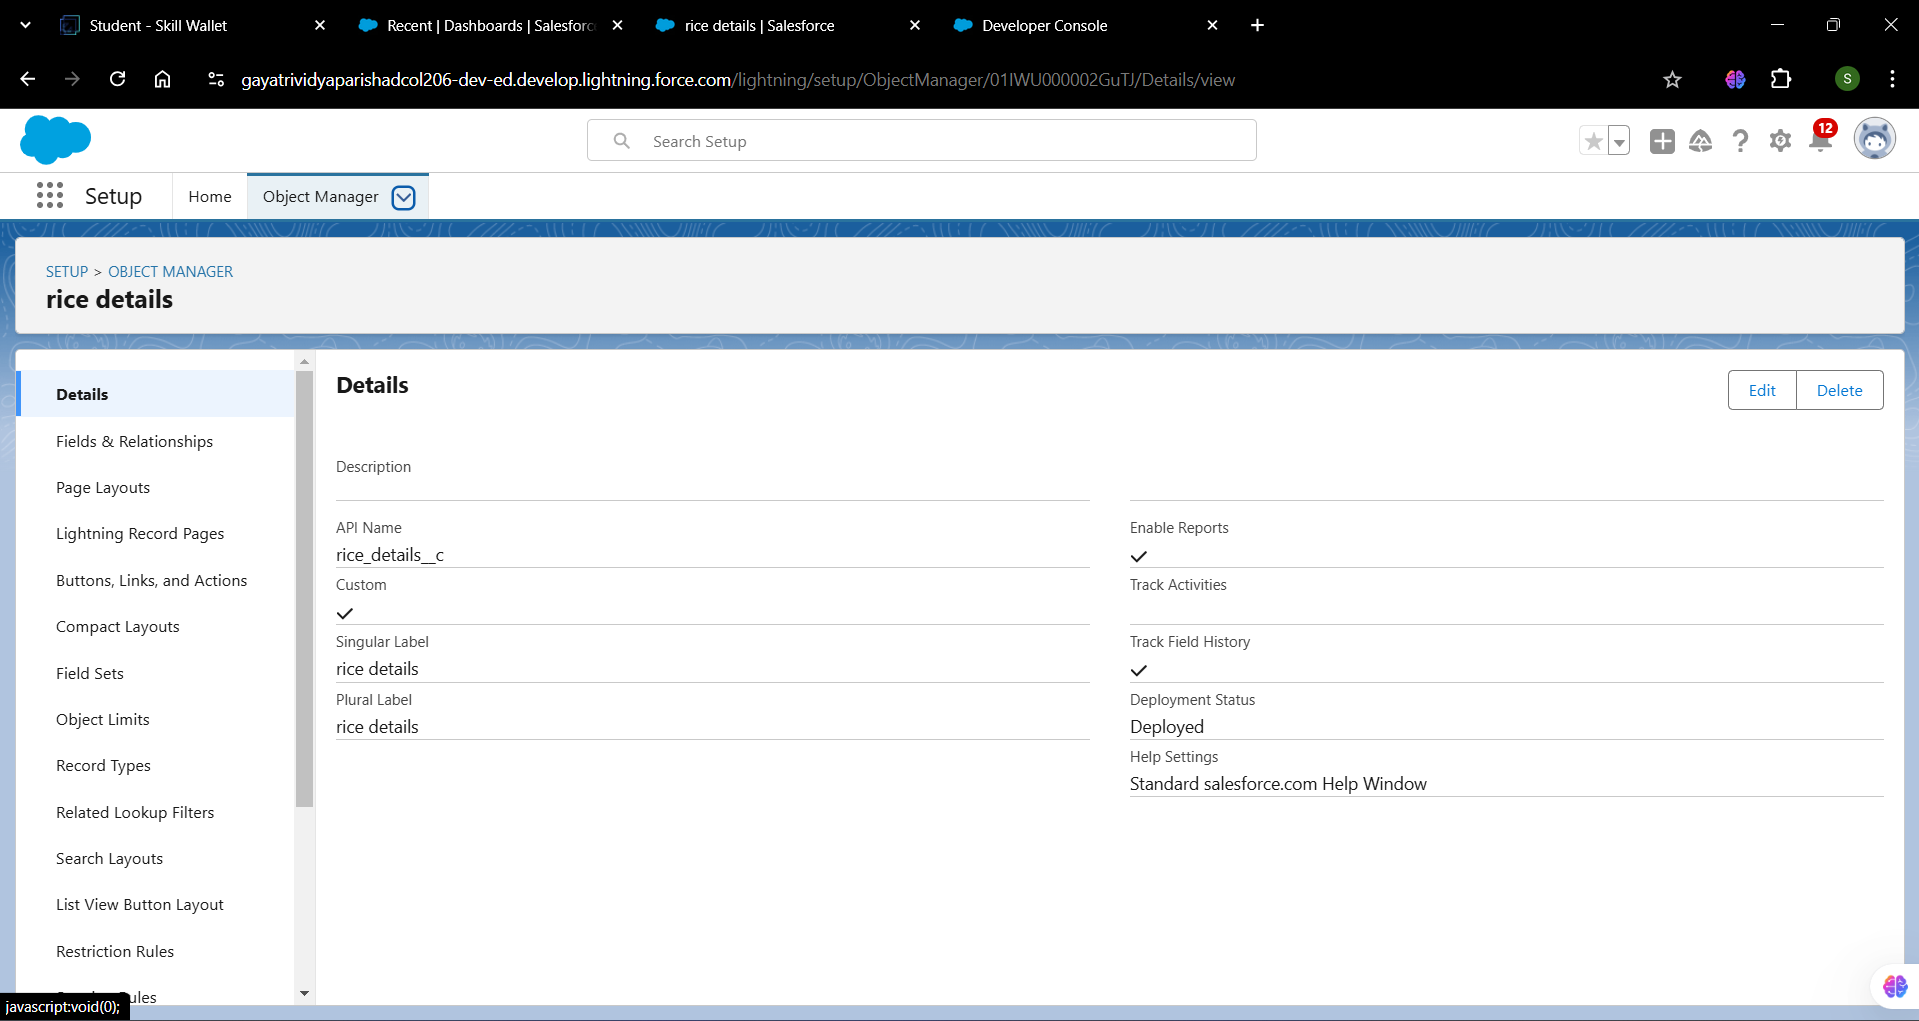 Student - Skill Wallet
Recent | Dashboards | Salesforc
rice details | Salesforce
Developer Console
gayatrividyaparishadcol206-dev-ed.develop.lightning.force.com/lightning/setup/ObjectManager/01IWU000002GuTJ/Details/view
S
Search Setup
12
Setup
Home
Object Manager
SETUP > OBJECT MANAGER
rice details
Details
Fields & Relationships
Page Layouts
Lightning Record Pages
Buttons, Links, and Actions
Compact Layouts
Field Sets
Object Limits
Record Types
Related Lookup Filters
Search Layouts
List View Button Layout
Restriction Rules
ules
Details
Edit
Delete
Description
API Name
rice_details__c
Custom
Singular Label
rice details
Plural Label
rice details
Enable Reports
Track Activities
Track Field History
Deployment Status
Deployed
Help Settings
Standard salesforce.com Help Window
javascript:void(0);